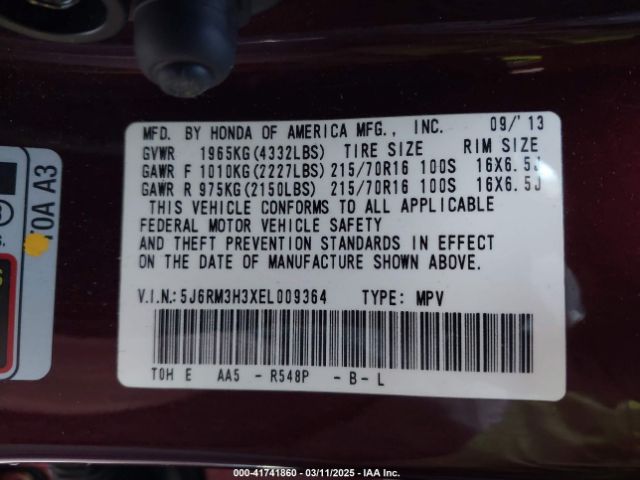 MFD. BY HONDA OF AMERICA MFG., INC. 09/'13
GVWR 1965KG(4332LBS) TIRE SIZE RIM SIZE
GAWR F 1010KG(2227LBS) 215/70R16 100S 16X6.5J
GAWR R 975KG(2150LBS) 215/70R16 100S 16X6.5J
THIS VEHICLE CONFORMS TO ALL APPLICABLE
FEDERAL MOTOR VEHICLE SAFETY
AND THEFT PREVENTION STANDARDS IN EFFECT
ON THE DATE OF MANUFACTURE SHOWN ABOVE.
V.I.N.: 5J6RM3H3XEL009364 TYPE: MPV
TOH E AA5 - R548P - B - L
T0A A3
000-41741860 - 03/11/2025 - IAA Inc.